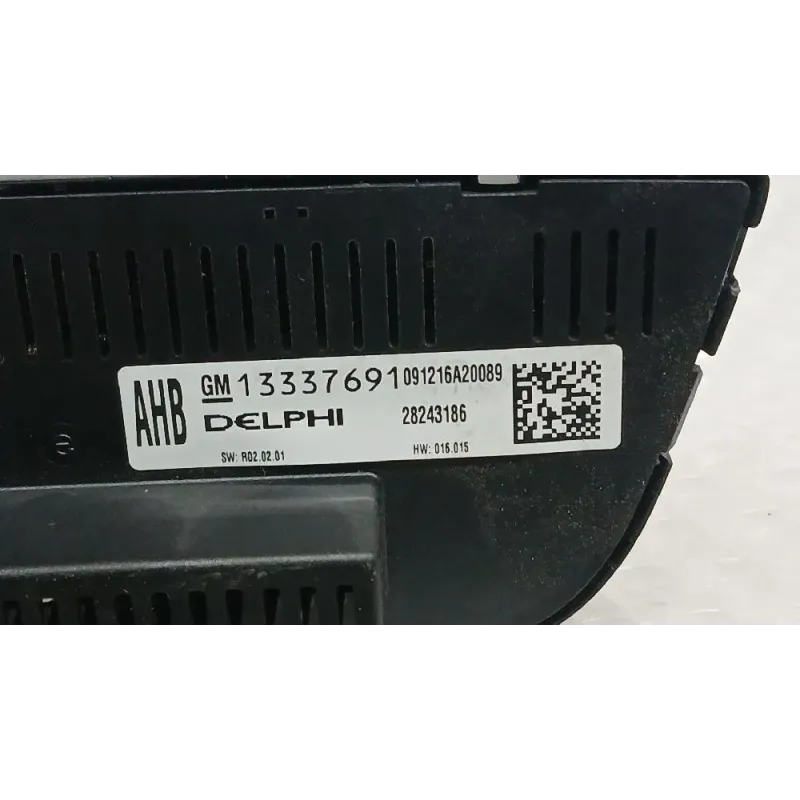 AHB GM 13337691 091216A20089
DELPHI 28243186
SW: R02.02.01 HW: 016.015